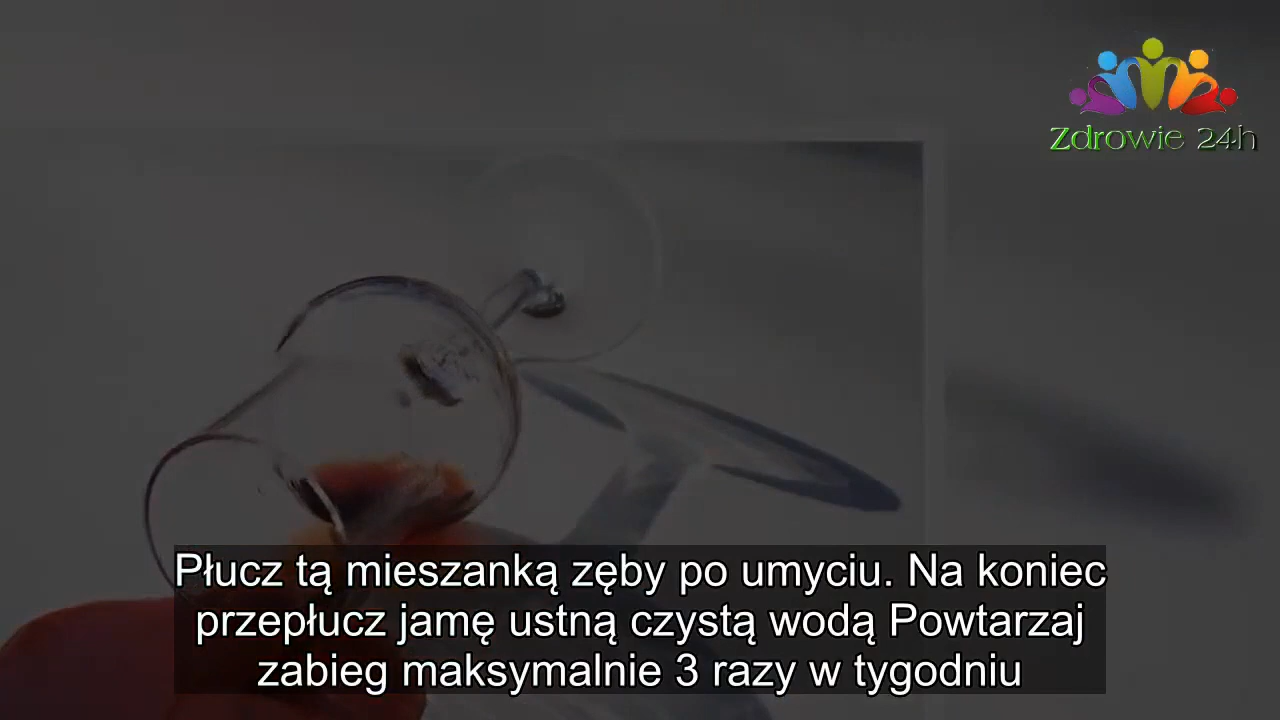 Zdrowie 24h
Płucz tą mieszanką zęby po umyciu. Na koniec
przepłucz jamę ustną czystą wodą Powtarzaj
zabieg maksymalnie 3 razy w tygodniu